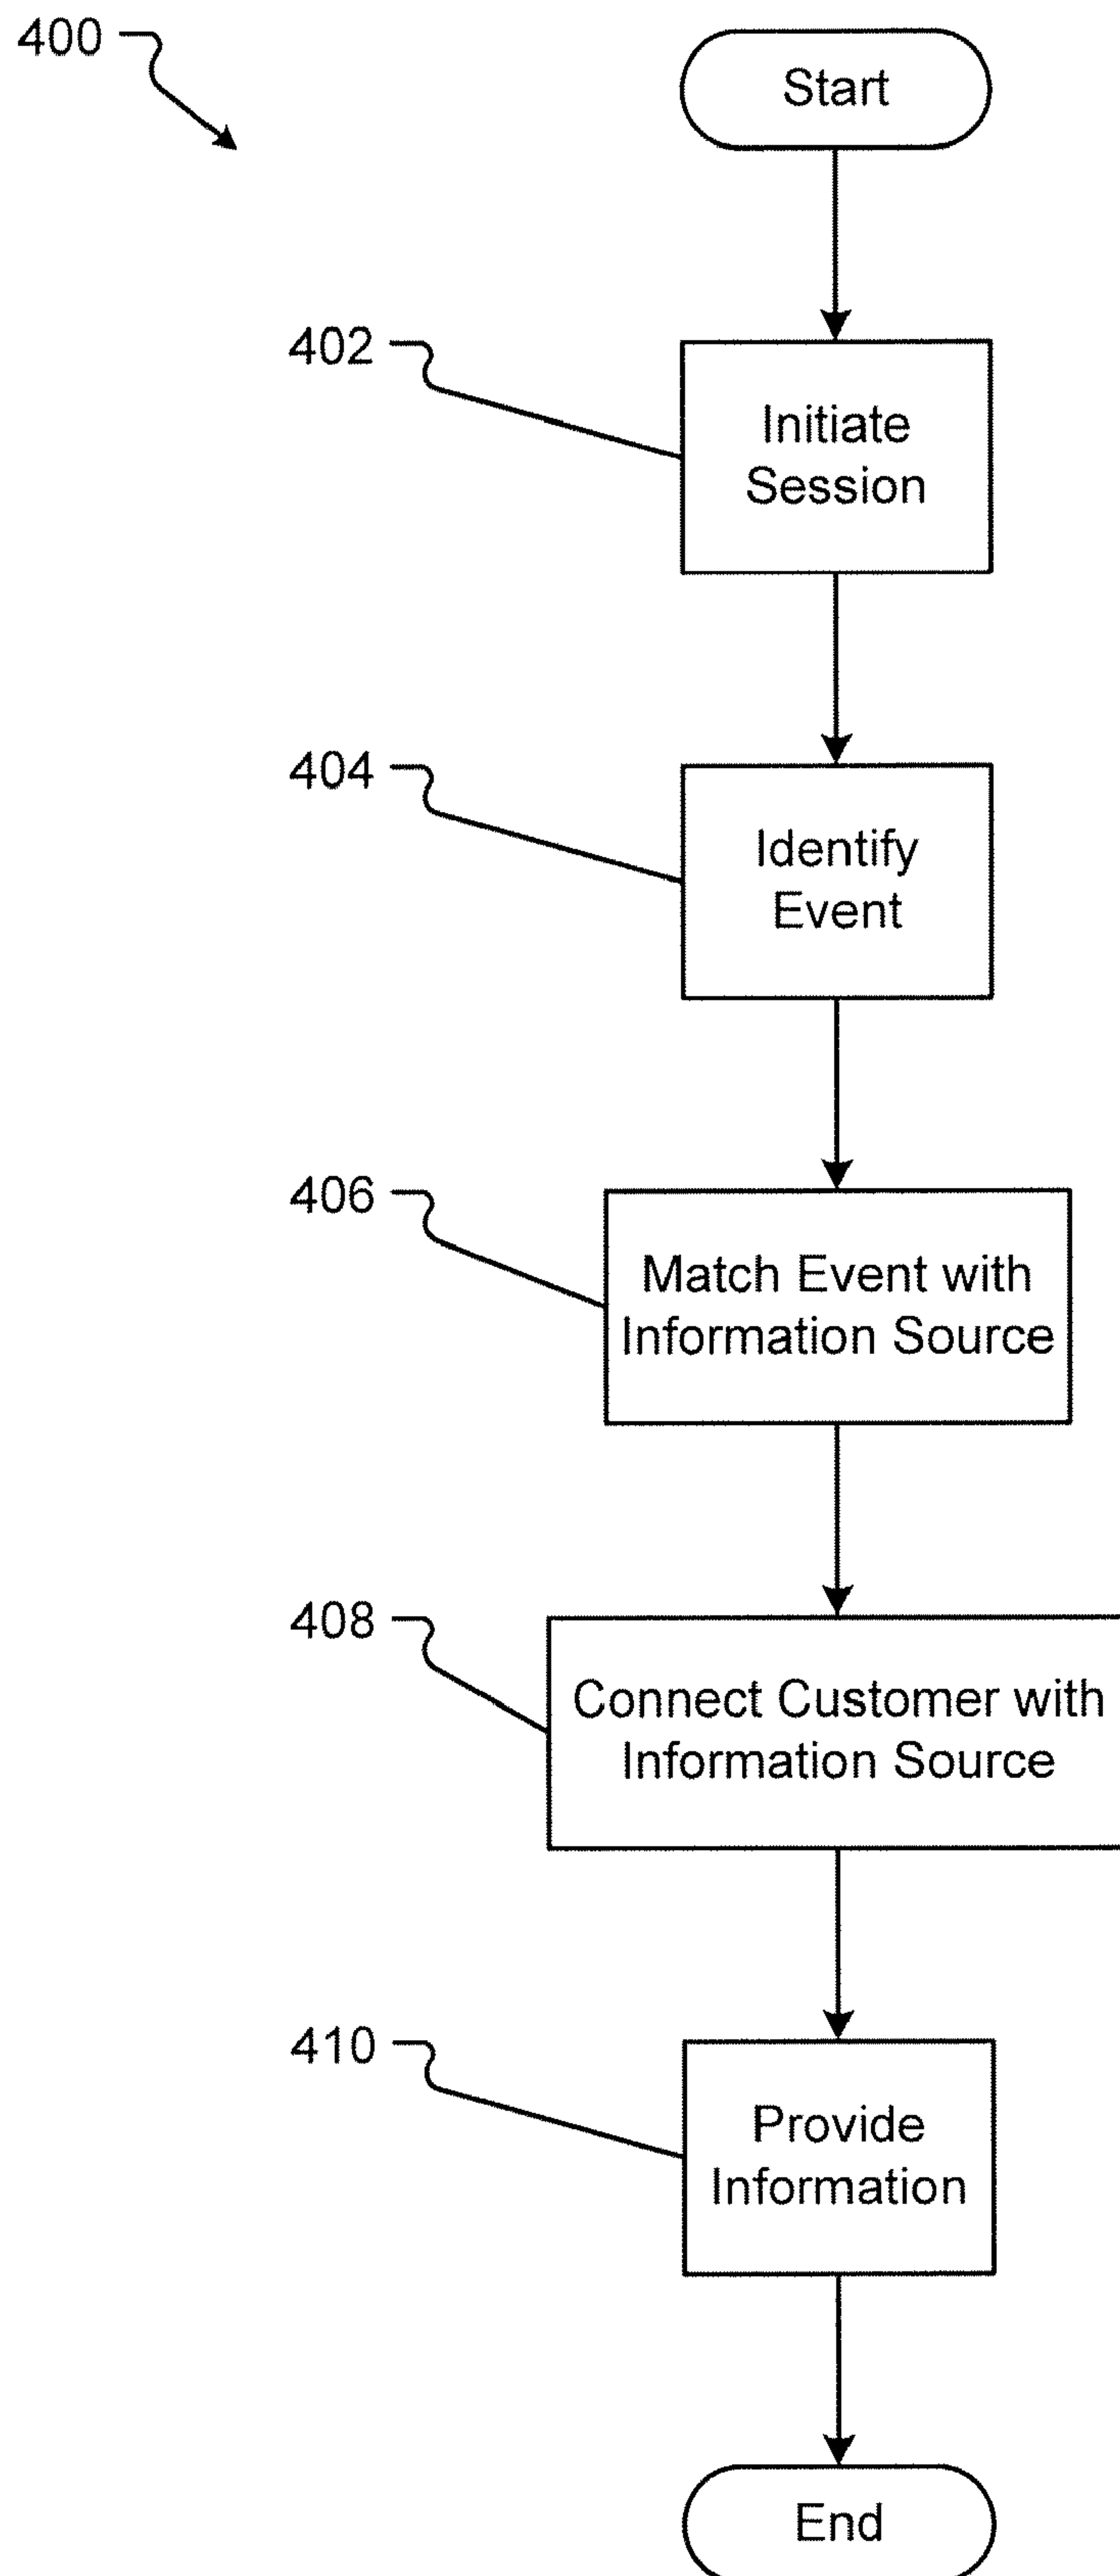 400
Start
402
Initiate
Session
404
Identify
Event
406
Match Event with
Information Source
408
Connect Customer with
Information Source
410
Provide
Information
End